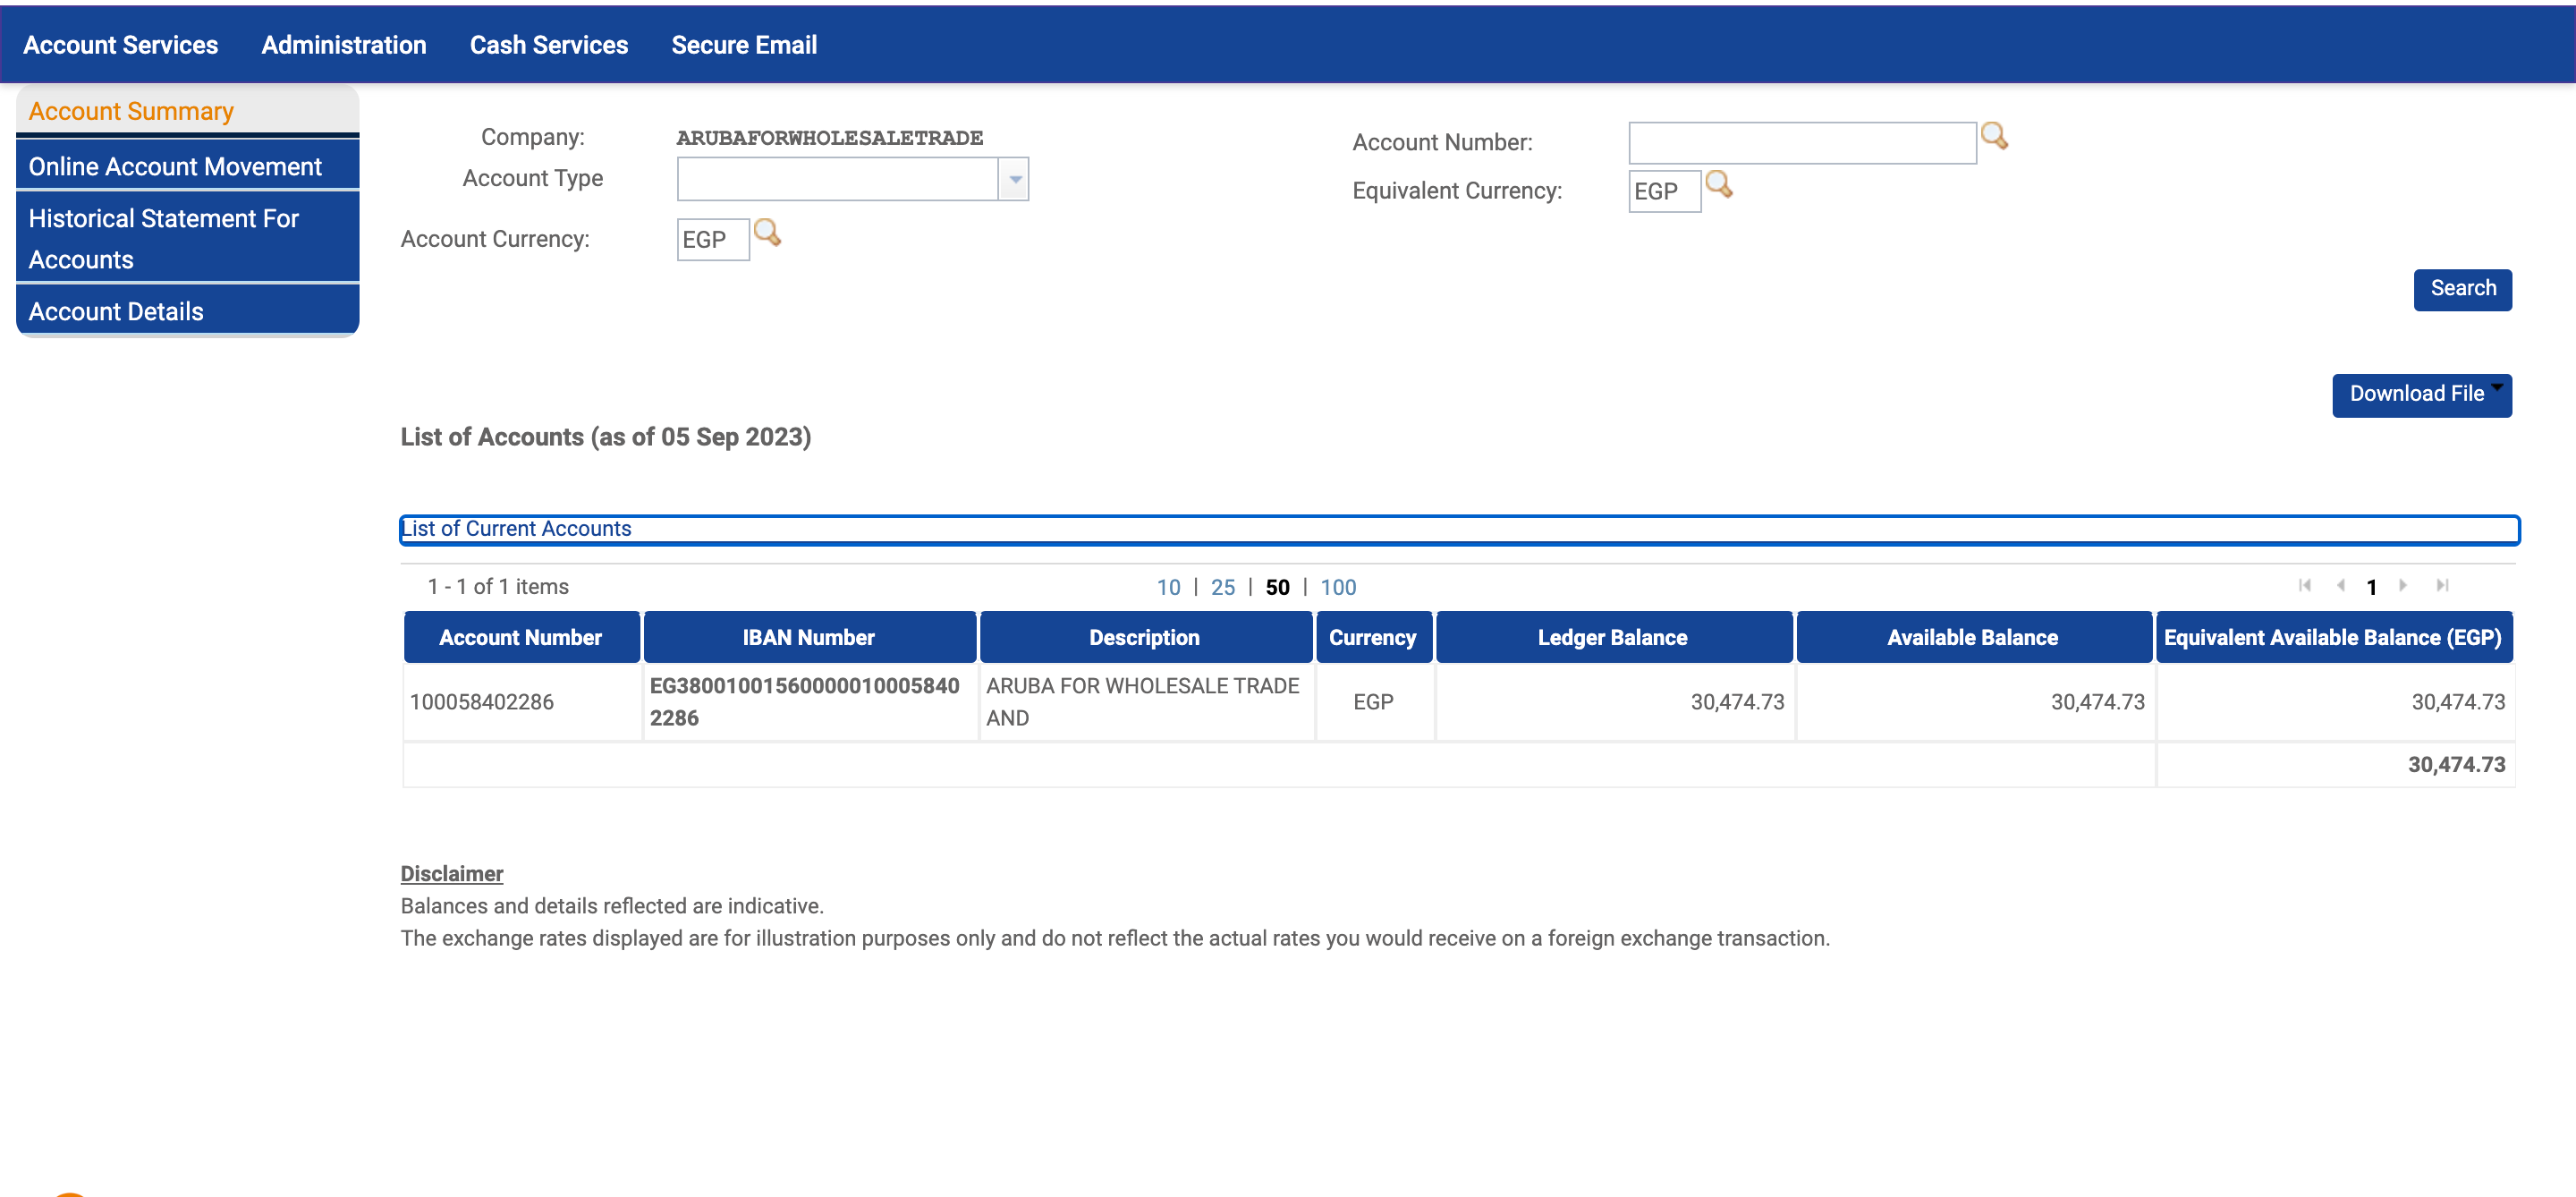 Account Services Administration Cash Services Secure Email
Account Summary
Online Account Movement
Historical Statement For
Accounts
Account Details
Company: ARUBAFORWHOLESALETRADE
Account Number:
Account Type
Equivalent Currency: EGP
Account Currency: EGP
Search
Download File
List of Accounts (as of 05 Sep 2023)
List of Current Accounts
1 - 1 of 1 items 10 | 25 | 50 | 100 1
Account Number IBAN Number Description Currency Ledger Balance Available Balance Equivalent Available Balance (EGP)
100058402286 EG38001001560000010005840 ARUBA FOR WHOLESALE TRADE EGP 30,474.73 30,474.73 30,474.73
2286 AND
30,474.73
Disclaimer
Balances and details reflected are indicative.
The exchange rates displayed are for illustration purposes only and do not reflect the actual rates you would receive on a foreign exchange transaction.